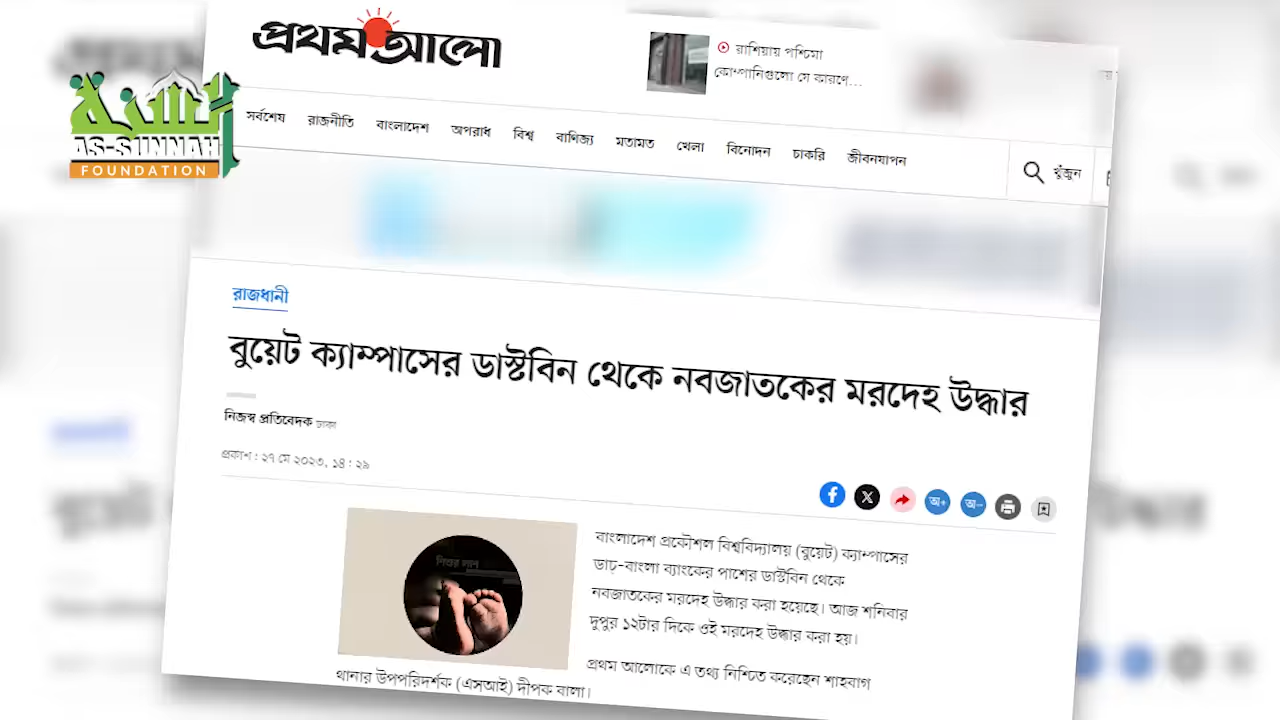 প্রথম আলো
রাশিয়ায় পশ্চিমা
কোম্পানিগুলো যে কারণে...
AS-SUNNAH
FOUNDATION
সর্বশেষ রাজনীতি বাংলাদেশ অপরাধ বিশ্ব বাণিজ্য মতামত খেলা বিনোদন চাকরি জীবনযাপন
খুঁজুন
রাজধানী
বুয়েট ক্যাম্পাসের ডাস্টবিন থেকে নবজাতকের মরদেহ উদ্ধার
নিজস্ব প্রতিবেদক ঢাকা
প্রকাশ: ২৭ মে ২০২৩, ১৪: ২৯
অ+ অ-
শিশুর লাশ
বাংলাদেশ প্রকৌশল বিশ্ববিদ্যালয় (বুয়েট) ক্যাম্পাসের
ডাচ্-বাংলা ব্যাংকের পাশের ডাস্টবিন থেকে
নবজাতকের মরদেহ উদ্ধার করা হয়েছে। আজ শনিবার
দুপুর ১২টার দিকে ওই মরদেহ উদ্ধার করা হয়।
প্রথম আলোকে এ তথ্য নিশ্চিত করেছেন শাহবাগ
থানার উপপরিদর্শক (এসআই) দীপক বালা।